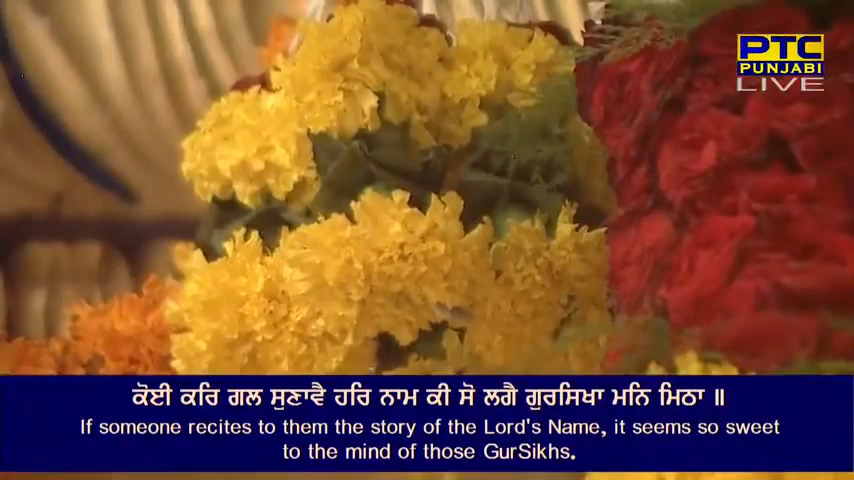 PTC
PUNJABI
LIVE
ਕੋਈ ਕਰਿ ਗਲ ਸੁਣਾਵੈ ਹਰਿ ਨਾਮ ਕੀ ਸੋ ਲਗੈ ਗੁਰਸਿਖਾ ਮਨਿ ਮਿਠਾ ॥
If someone recites to them the story of the Lord's Name, it seems so sweet
to the mind of those GurSikhs.